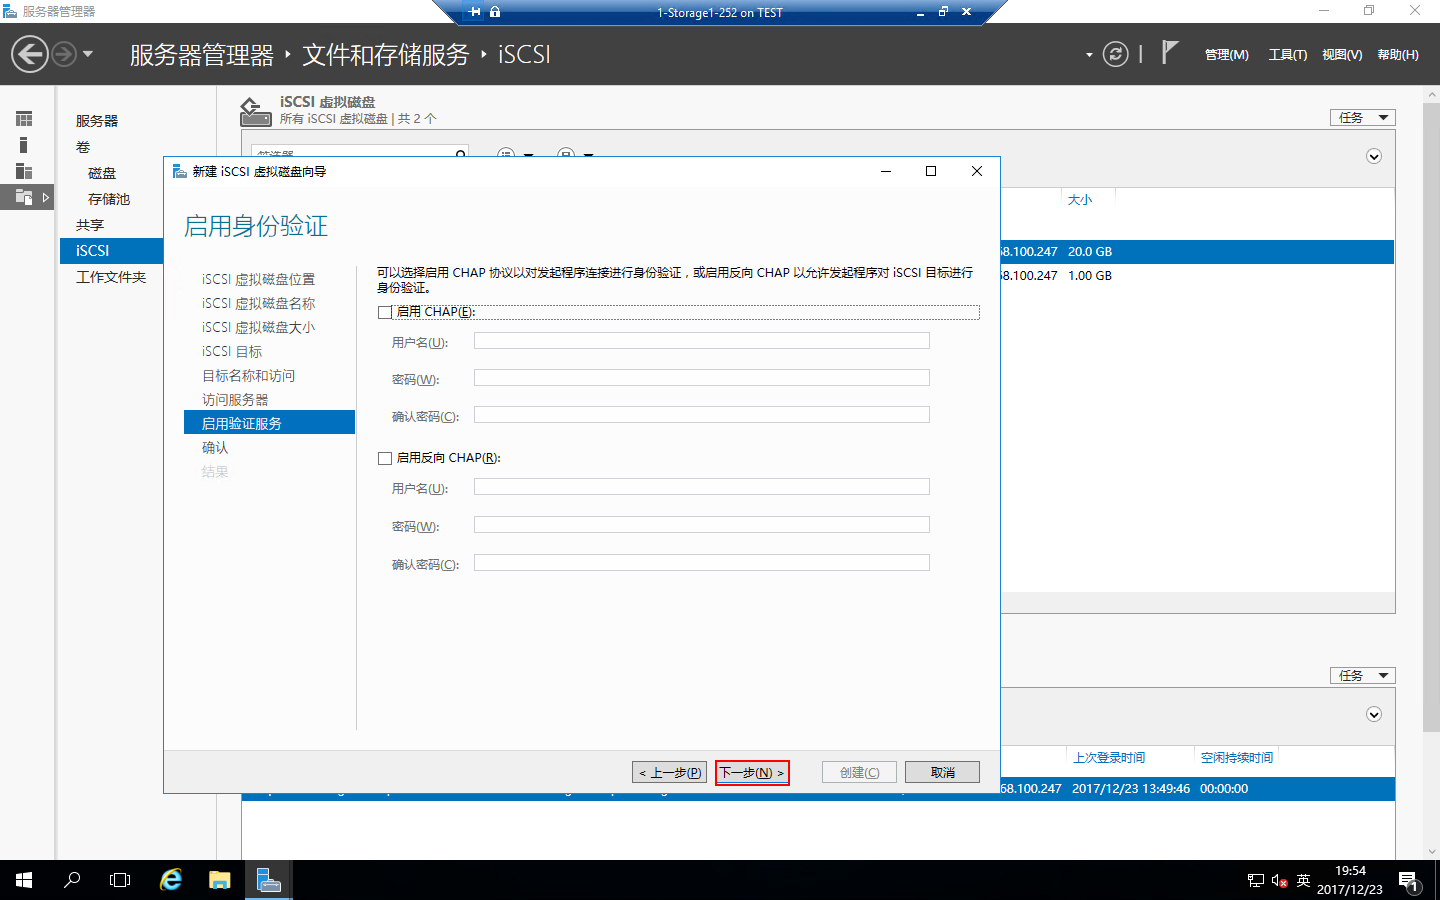 服务器管理器
1-Storage1-252 on TEST
服务器管理器 · 文件和存储服务 · iSCSI
管理(M) 工具(T) 视图(V) 帮助(H)
服务器
卷
磁盘
存储池
共享
iSCSI
工作文件夹
iSCSI 虚拟磁盘
所有 iSCSI 虚拟磁盘 | 共 2 个
任务
大小
68.100.247 20.0 GB
68.100.247 1.00 GB
新建 iSCSI 虚拟磁盘向导
启用身份验证
iSCSI 虚拟磁盘位置
iSCSI 虚拟磁盘名称
iSCSI 虚拟磁盘大小
iSCSI 目标
目标名称和访问
访问服务器
启用验证服务
确认
结果
可以选择启用 CHAP 协议以对发起程序连接进行身份验证，或启用反向 CHAP 以允许发起程序对 iSCSI 目标进行
身份验证。
启用 CHAP(E):
用户名(U):
密码(W):
确认密码(C):
启用反向 CHAP(R):
用户名(U):
密码(W):
确认密码(C):
< 上一步(P) 下一步(N) > 创建(C) 取消
任务
上次登录时间 空闲持续时间
68.100.247 2017/12/23 13:49:46 00:00:00
英
19:54
2017/12/23
1